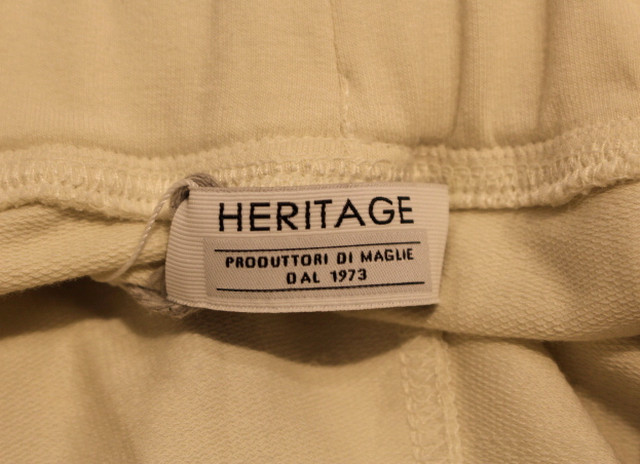 HERITAGE
PRODUTTORI DI MAGLIE
DAL 1973